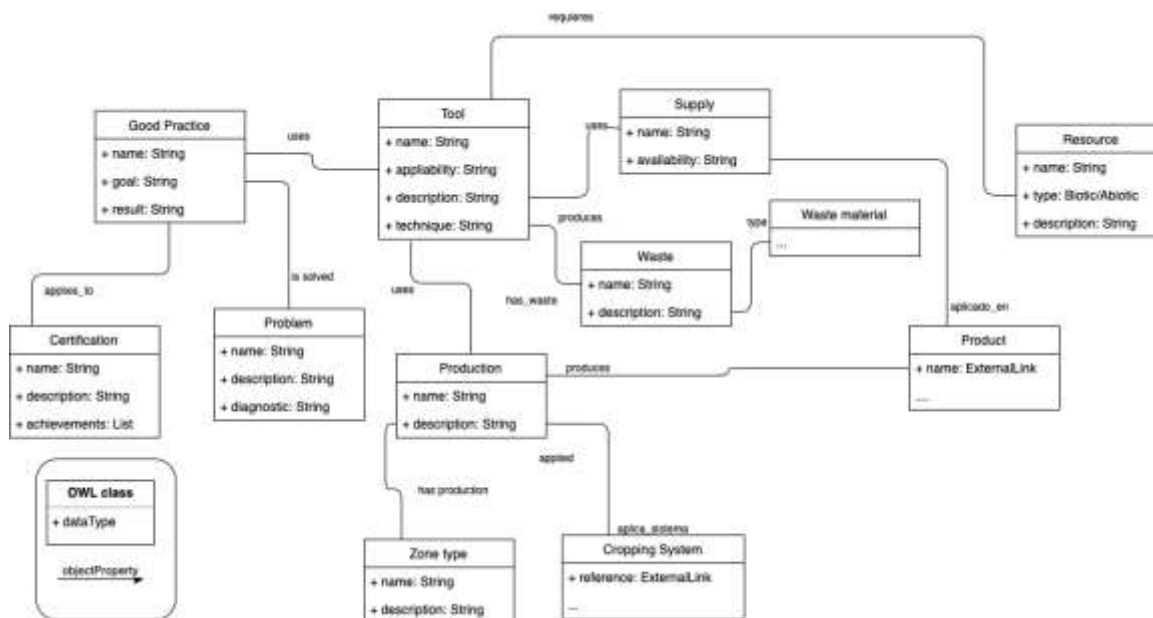 requieres
Tool
+ name: String
+ appliability: String
+ description: String
+ technique: String
Supply
+ name: String
+ availability: String
Good Practice
+ name: String
+ goal: String
+ result: String
uses
uses
Resource
+ name: String
+ type: Biotic/Abiotic
+ description: String
produces
type
Waste material
...
Waste
+ name: String
+ description: String
has_waste
is solved
uses
applies_to
aplicado_en
Certification
+ name: String
+ description: String
+ achievements: List
Problem
+ name: String
+ description: String
+ diagnostic: String
Production
+ name: String
+ description: String
produces
Product
+ name: ExternalLink
....
applied
has production
aplica_sistema
OWL class
+ dataType
objectProperty
Zone type
+ name: String
+ description: String
Cropping System
+ reference: ExternalLink
...